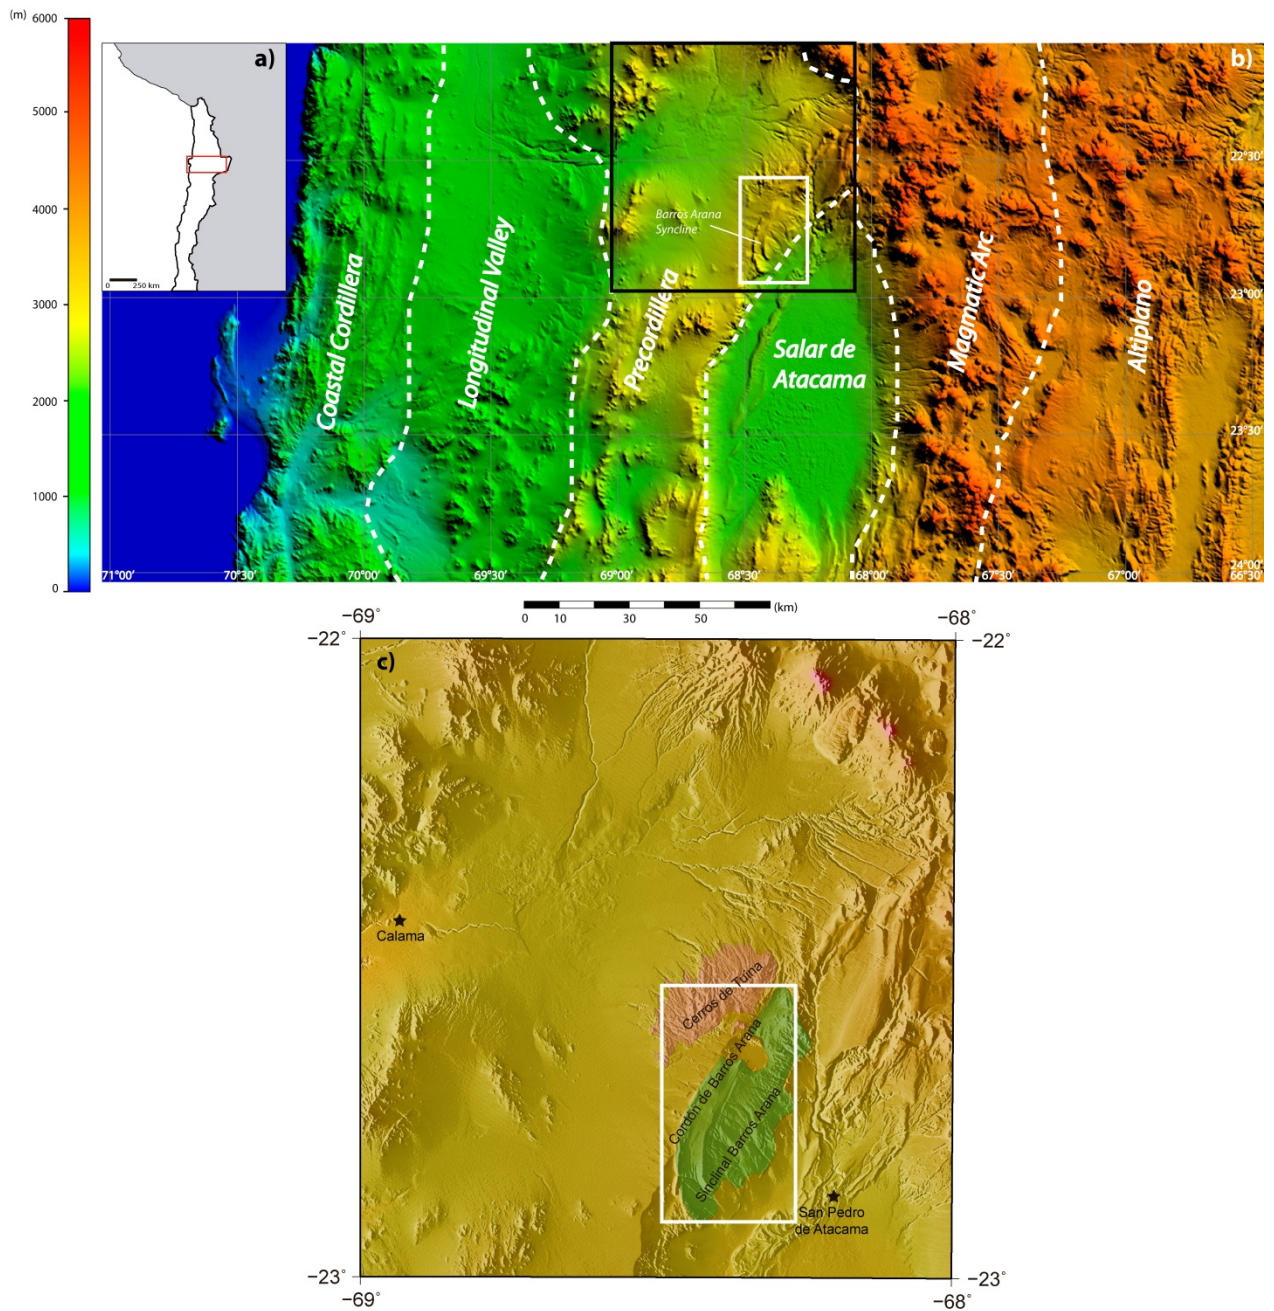 (m)
6000
5000
4000
3000
2000
1000
0
a)
0 250 km
b)
Barros Arana
Syncline
Coastal Cordillera
Longitudinal Valley
Precordillera
Salar de
Atacama
Magmatic Arc
Altiplano
22°30'
23°00'
23°30'
24°00'
71°00'
70°30'
70°00'
69°30'
69°00'
68°30'
168°00'
67°30'
67°00'
66°30'
0 10 30 50 (km)
−69°
−68°
−22°
−22°
c)
Calama
Cerros de Tuina
Cordón de Barros Arana
Sinclinal Barros Arana
San Pedro
de Atacama
−23°
−23°
−69°
−68°